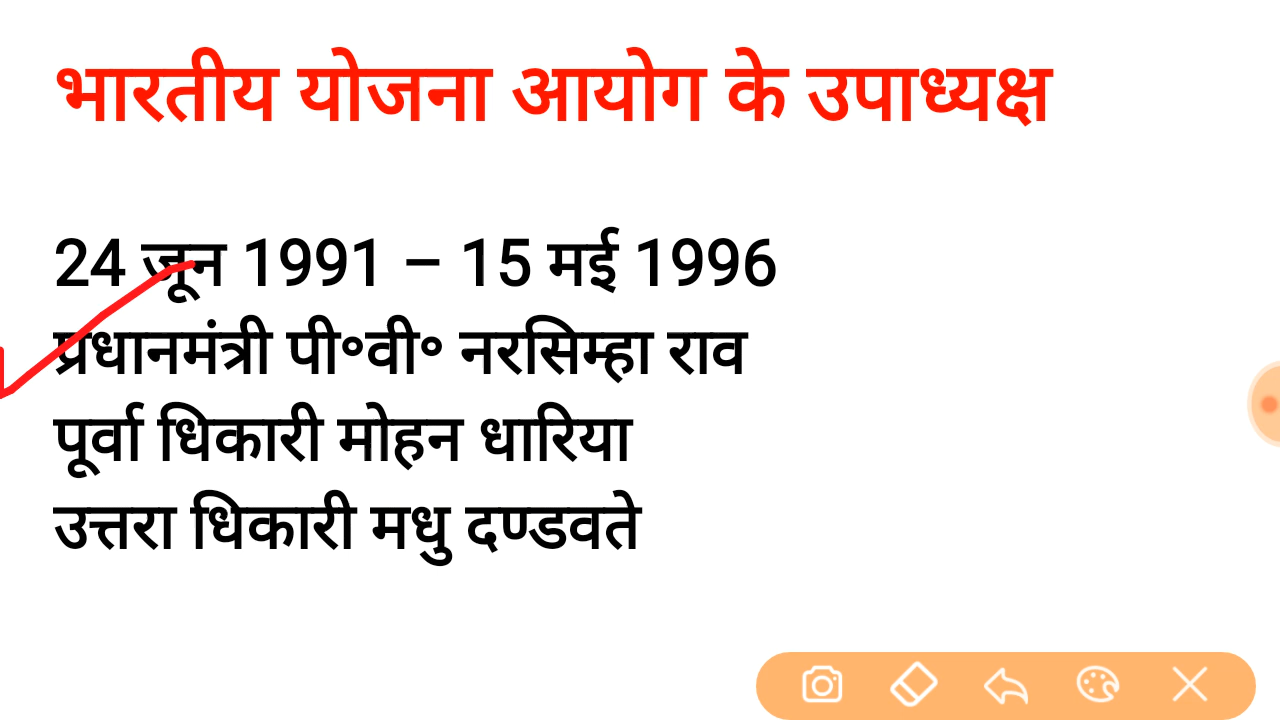 भारतीय योजना आयोग के उपाध्यक्ष
24 जून 1991 – 15 मई 1996
प्रधानमंत्री पी॰वी॰ नरसिम्हा राव
पूर्वा धिकारी मोहन धारिया
उत्तरा धिकारी मधु दण्डवते